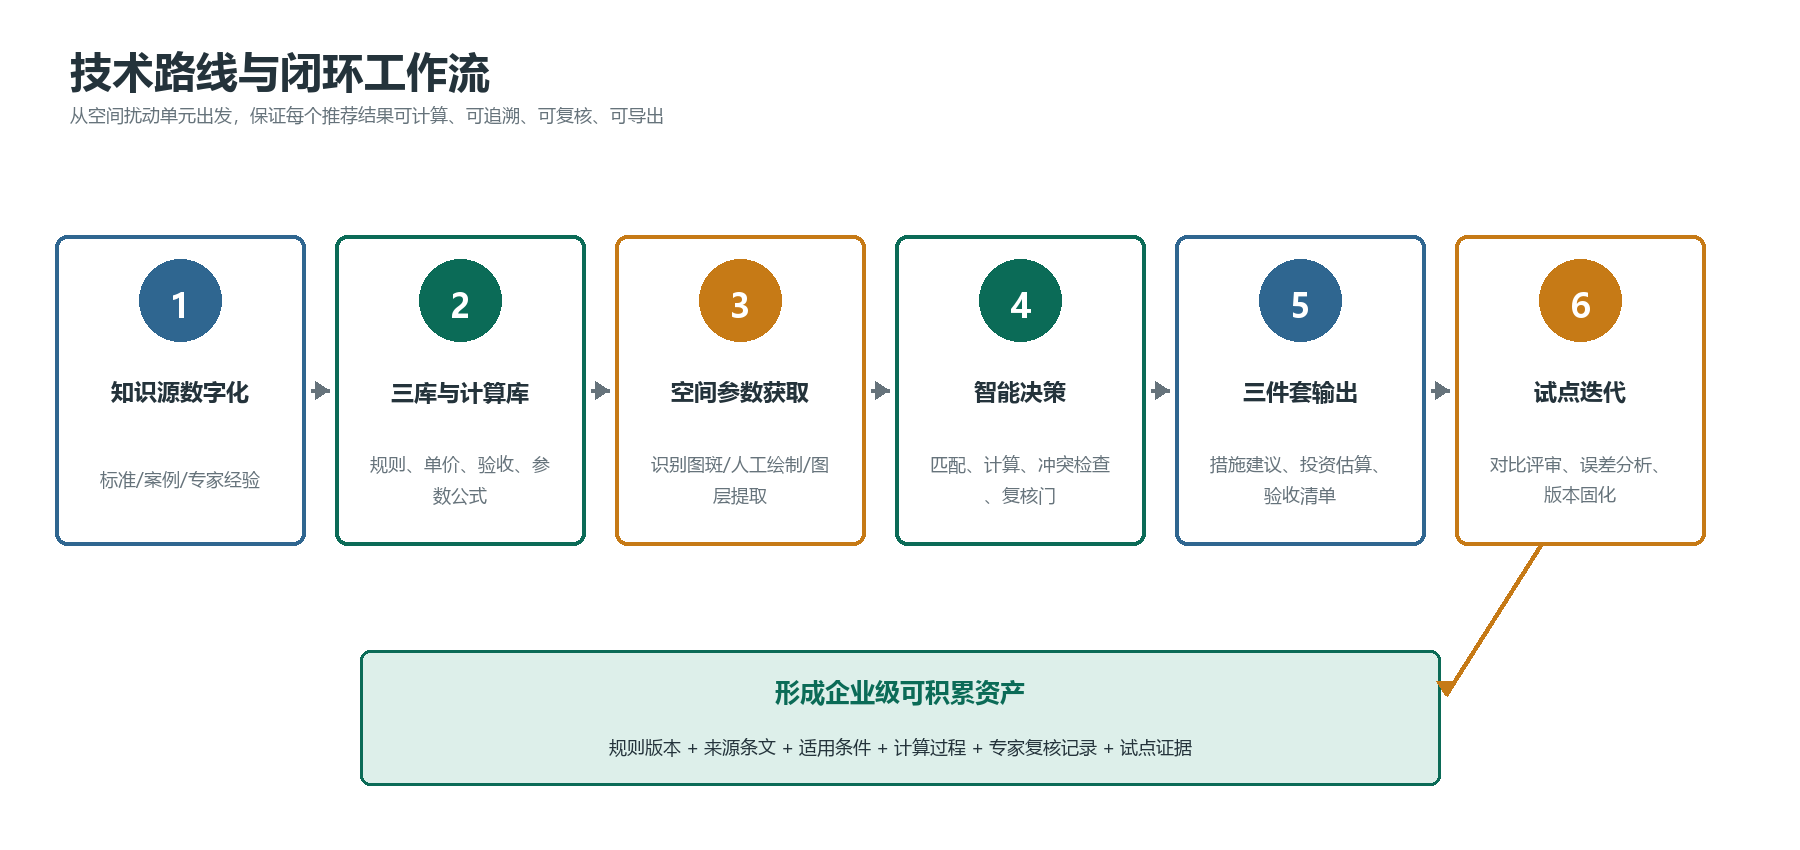 技术路线与闭环工作流
从空间扰动单元出发，保证每个推荐结果可计算、可追溯、可复核、可导出
1
知识源数字化
标准/案例/专家经验
2
三库与计算库
规则、单价、验收、参
数公式
3
空间参数获取
识别图斑/人工绘制/图
层提取
4
智能决策
匹配、计算、冲突检查
、复核门
5
三件套输出
措施建议、投资估算、
验收清单
6
试点迭代
对比评审、误差分析、
版本固化
形成企业级可积累资产
规则版本 + 来源条文 + 适用条件 + 计算过程 + 专家复核记录 + 试点证据